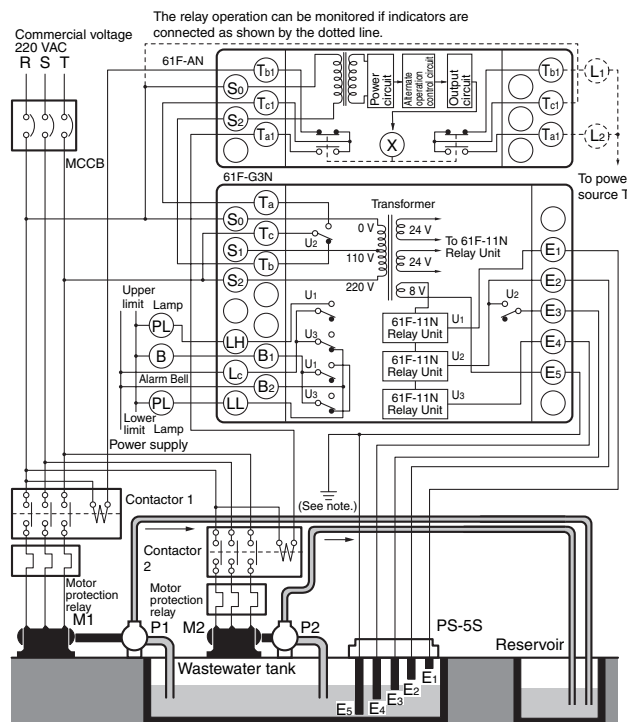 The relay operation can be monitored if indicators are
connected as shown by the dotted line.
Commercial voltage
220 VAC
R S T
61F-AN
MCCB
S0
S2
Tb1
Tc1
Ta1
Power circuit
Alternate operation control circuit
Output circuit
X
Tb1
Tc1
Ta1
L1
L2
To power
source T
61F-G3N
S0
S1
S2
Ta
Tc
Tb
U2
Transformer
0 V
110 V
220 V
24 V
24 V
8 V
To 61F-11N
Relay Unit
E1
E2
E3
E4
E5
U2
Upper
limit
Lamp
PL
B
Alarm Bell
PL
Lower
limit
Lamp
Power supply
LH
Lc
LL
B1
B2
U1
U3
U1
U3
61F-11N
Relay Unit
U1
61F-11N
Relay Unit
U2
61F-11N
Relay Unit
U3
(See note.)
Contactor 1
Contactor
2
Motor
protection
relay
M1
P1
Motor
protection
relay
M2
P2
PS-5S
Reservoir
Wastewater tank
E5
E4
E3
E2
E1